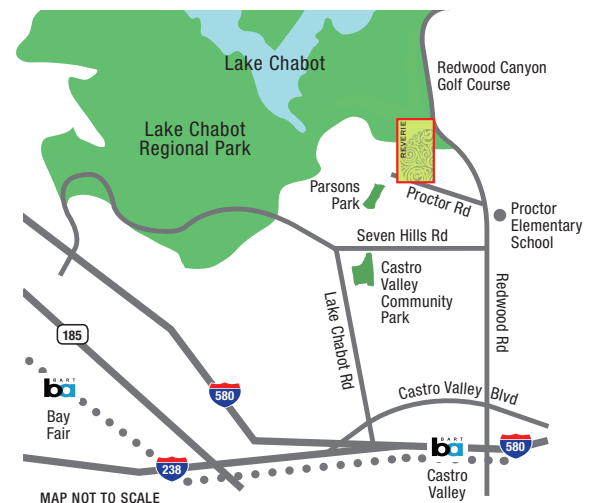 Lake Chabot
Redwood Canyon
Golf Course
Lake Chabot
Regional Park
REVERIE
Parsons
Park
Proctor Rd
Proctor
Elementary
School
Seven Hills Rd
Castro
Valley
Community
Park
Lake Chabot Rd
Redwood Rd
185
BART
ba
Bay
Fair
580
Castro Valley Blvd
BART
ba
Castro
Valley
580
238
MAP NOT TO SCALE